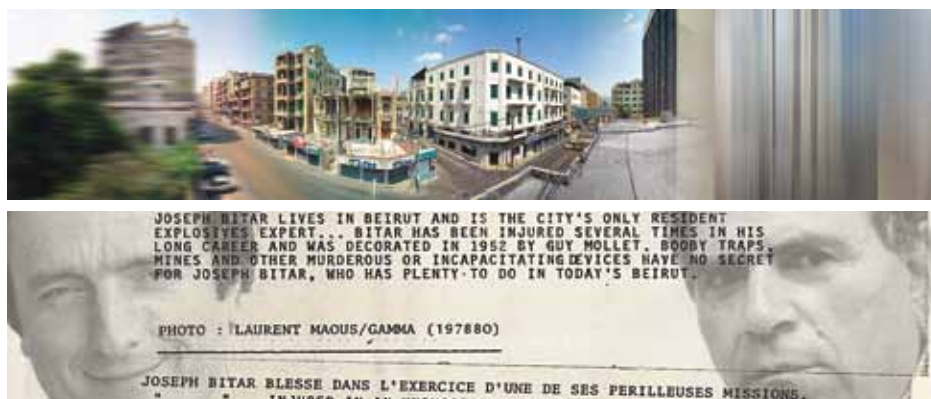 JOSEPH BITAR LIVES IN BEIRUT AND IS THE CITY'S ONLY RESIDENT
EXPLOSIVES EXPERT... BITAR HAS BEEN INJURED SEVERAL TIMES IN HIS
LONG CAREER AND WAS DECORATED IN 1952 BY GUY MOLLET. BOOBY TRAPS,
MINES AND OTHER MURDEROUS OR INCAPACITATING DEVICES HAVE NO SECRET
FOR JOSEPH BITAR, WHO HAS PLENTY TO DO IN TODAY'S BEIRUT.
PHOTO : LAURENT MAOUS/GAMMA (197880)
JOSEPH BITAR BLESSE DANS L'EXERCICE D'UNE DE SES PERILLEUSES MISSIONS.
" " INJURED IN AN